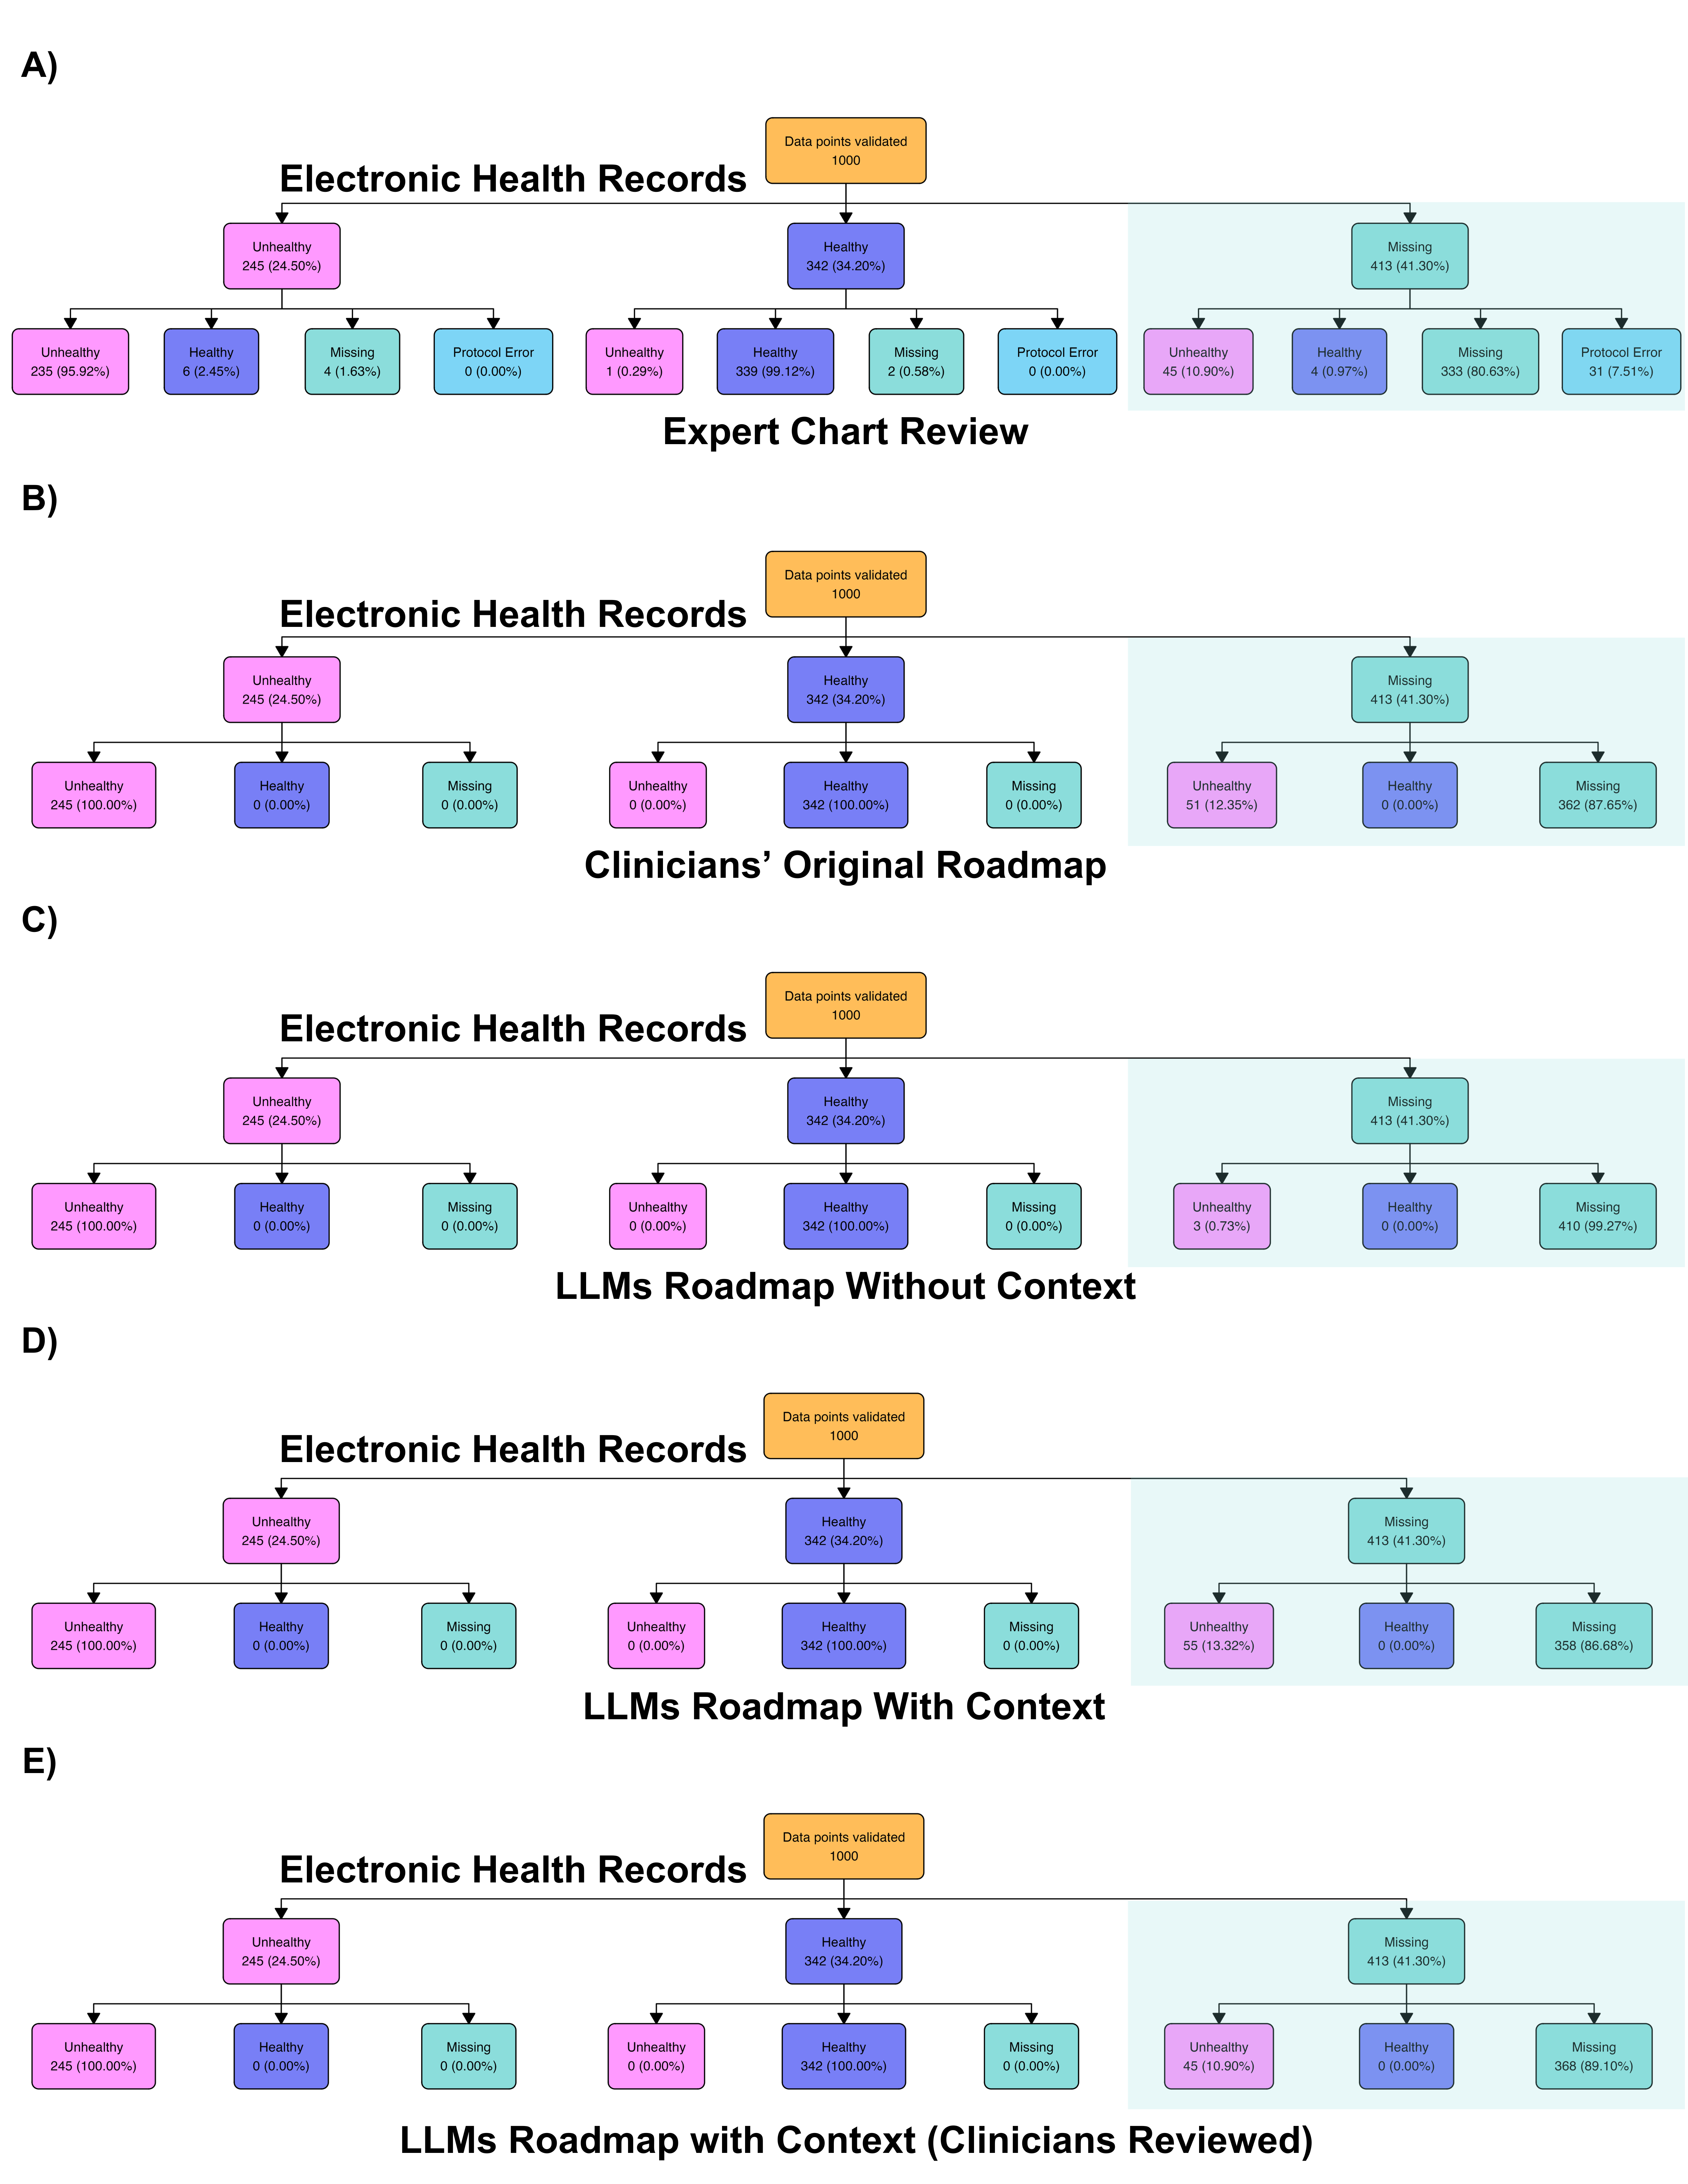 A)
Data points validated
1000
Electronic Health Records
Unhealthy
245 (24.50%)
Healthy
342 (34.20%)
Missing
413 (41.30%)
Unhealthy
235 (95.92%)
Healthy
6 (2.45%)
Missing
4 (1.63%)
Protocol Error
0 (0.00%)
Unhealthy
1 (0.29%)
Healthy
339 (99.12%)
Missing
2 (0.58%)
Protocol Error
0 (0.00%)
Unhealthy
45 (10.90%)
Healthy
4 (0.97%)
Missing
333 (80.63%)
Protocol Error
31 (7.51%)
Expert Chart Review
B)
Data points validated
1000
Electronic Health Records
Unhealthy
245 (24.50%)
Healthy
342 (34.20%)
Missing
413 (41.30%)
Unhealthy
245 (100.00%)
Healthy
0 (0.00%)
Missing
0 (0.00%)
Unhealthy
0 (0.00%)
Healthy
342 (100.00%)
Missing
0 (0.00%)
Unhealthy
51 (12.35%)
Healthy
0 (0.00%)
Missing
362 (87.65%)
Clinicians’ Original Roadmap
C)
Data points validated
1000
Electronic Health Records
Unhealthy
245 (24.50%)
Healthy
342 (34.20%)
Missing
413 (41.30%)
Unhealthy
245 (100.00%)
Healthy
0 (0.00%)
Missing
0 (0.00%)
Unhealthy
0 (0.00%)
Healthy
342 (100.00%)
Missing
0 (0.00%)
Unhealthy
3 (0.73%)
Healthy
0 (0.00%)
Missing
410 (99.27%)
LLMs Roadmap Without Context
D)
Data points validated
1000
Electronic Health Records
Unhealthy
245 (24.50%)
Healthy
342 (34.20%)
Missing
413 (41.30%)
Unhealthy
245 (100.00%)
Healthy
0 (0.00%)
Missing
0 (0.00%)
Unhealthy
0 (0.00%)
Healthy
342 (100.00%)
Missing
0 (0.00%)
Unhealthy
55 (13.32%)
Healthy
0 (0.00%)
Missing
358 (86.68%)
LLMs Roadmap With Context
E)
Data points validated
1000
Electronic Health Records
Unhealthy
245 (24.50%)
Healthy
342 (34.20%)
Missing
413 (41.30%)
Unhealthy
245 (100.00%)
Healthy
0 (0.00%)
Missing
0 (0.00%)
Unhealthy
0 (0.00%)
Healthy
342 (100.00%)
Missing
0 (0.00%)
Unhealthy
45 (10.90%)
Healthy
0 (0.00%)
Missing
368 (89.10%)
LLMs Roadmap with Context (Clinicians Reviewed)